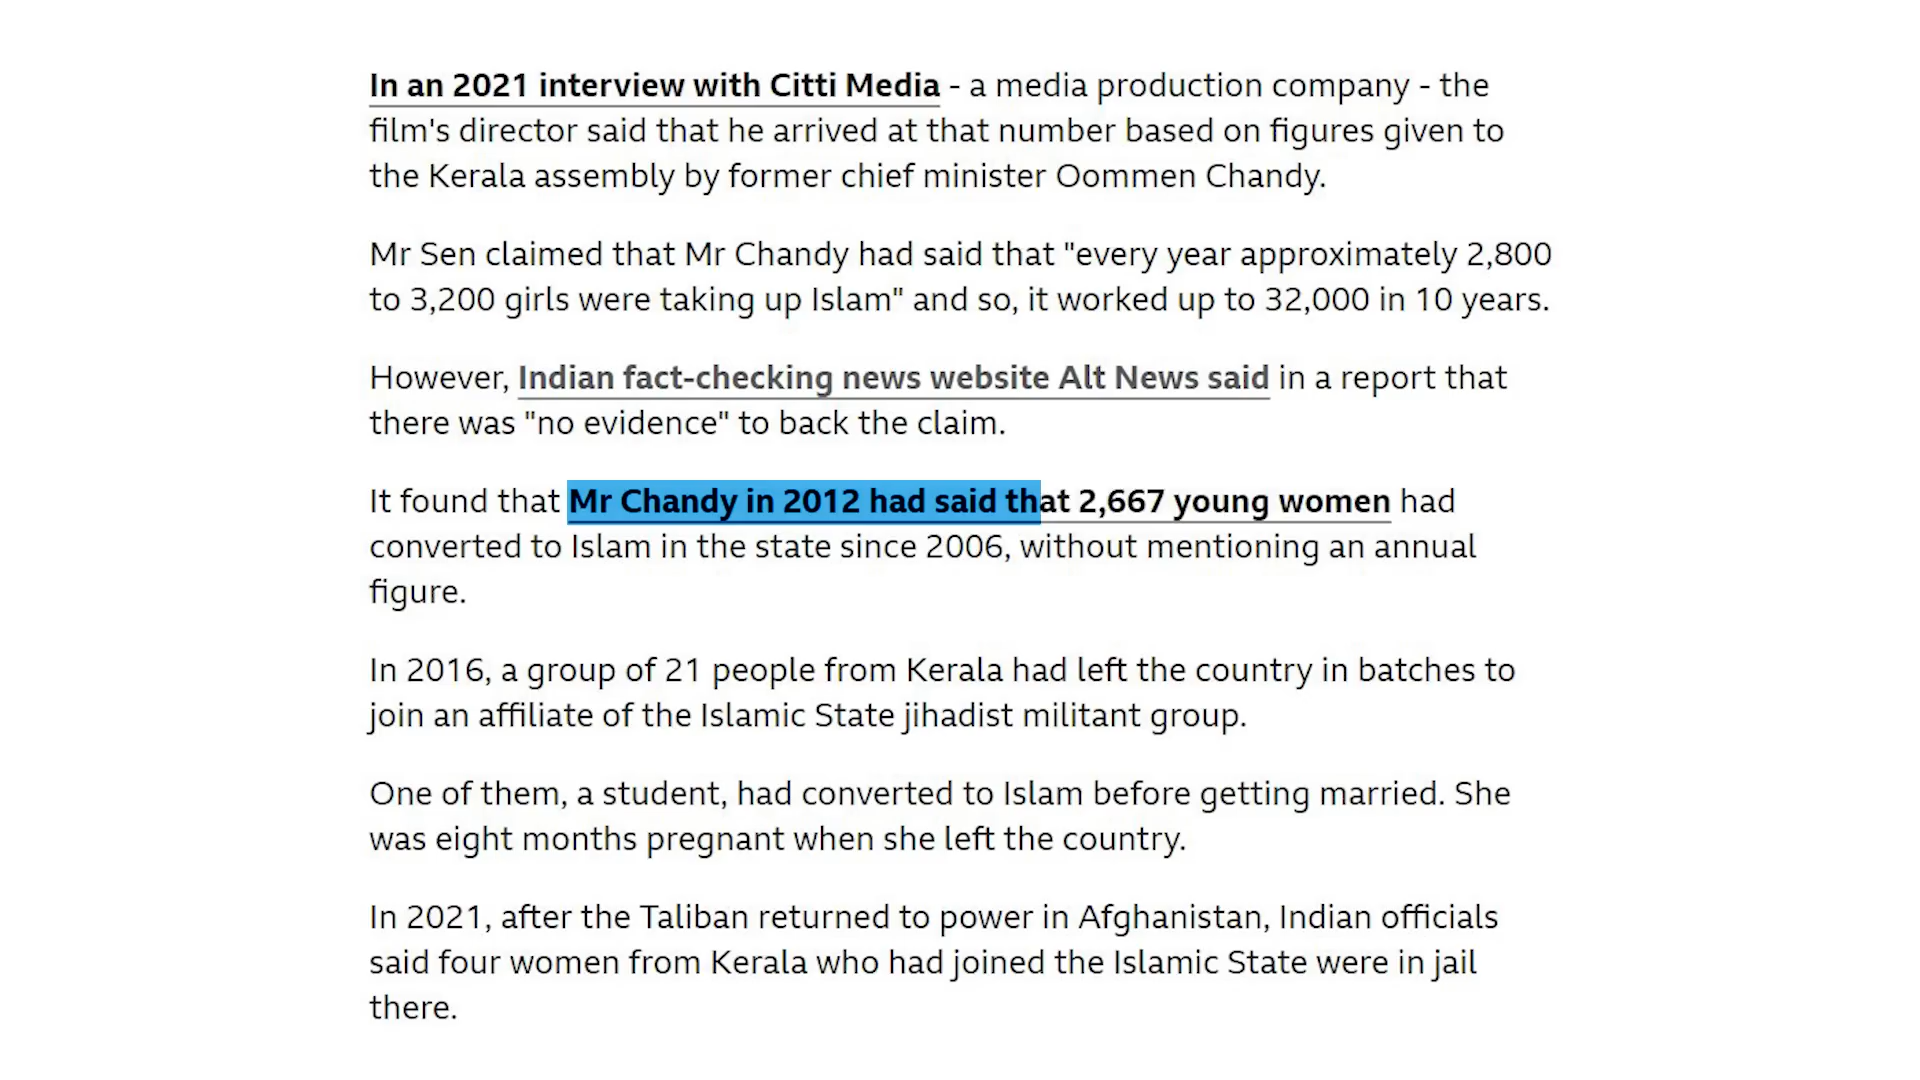 In an 2021 interview with Citti Media - a media production company - the
film's director said that he arrived at that number based on figures given to
the Kerala assembly by former chief minister Oommen Chandy.
Mr Sen claimed that Mr Chandy had said that "every year approximately 2,800
to 3,200 girls were taking up Islam" and so, it worked up to 32,000 in 10 years.
However, Indian fact-checking news website Alt News said in a report that
there was "no evidence" to back the claim.
It found that Mr Chandy in 2012 had said that 2,667 young women had
converted to Islam in the state since 2006, without mentioning an annual
figure.
In 2016, a group of 21 people from Kerala had left the country in batches to
join an affiliate of the Islamic State jihadist militant group.
One of them, a student, had converted to Islam before getting married. She
was eight months pregnant when she left the country.
In 2021, after the Taliban returned to power in Afghanistan, Indian officials
said four women from Kerala who had joined the Islamic State were in jail
there.